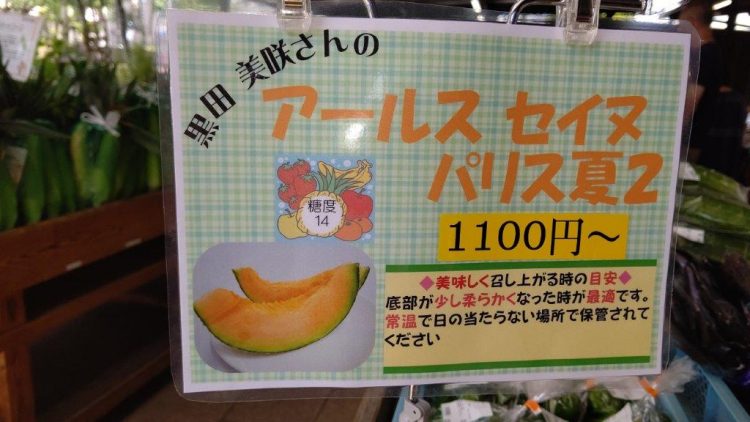 黒田 美咲さんの
アールス セイヌ
パリス夏2
糖度
14
1100円～
◆美味しく召し上がる時の目安◆
底部が少し柔らかくなった時が最適です。
常温で日の当たらない場所で保管されて
ください